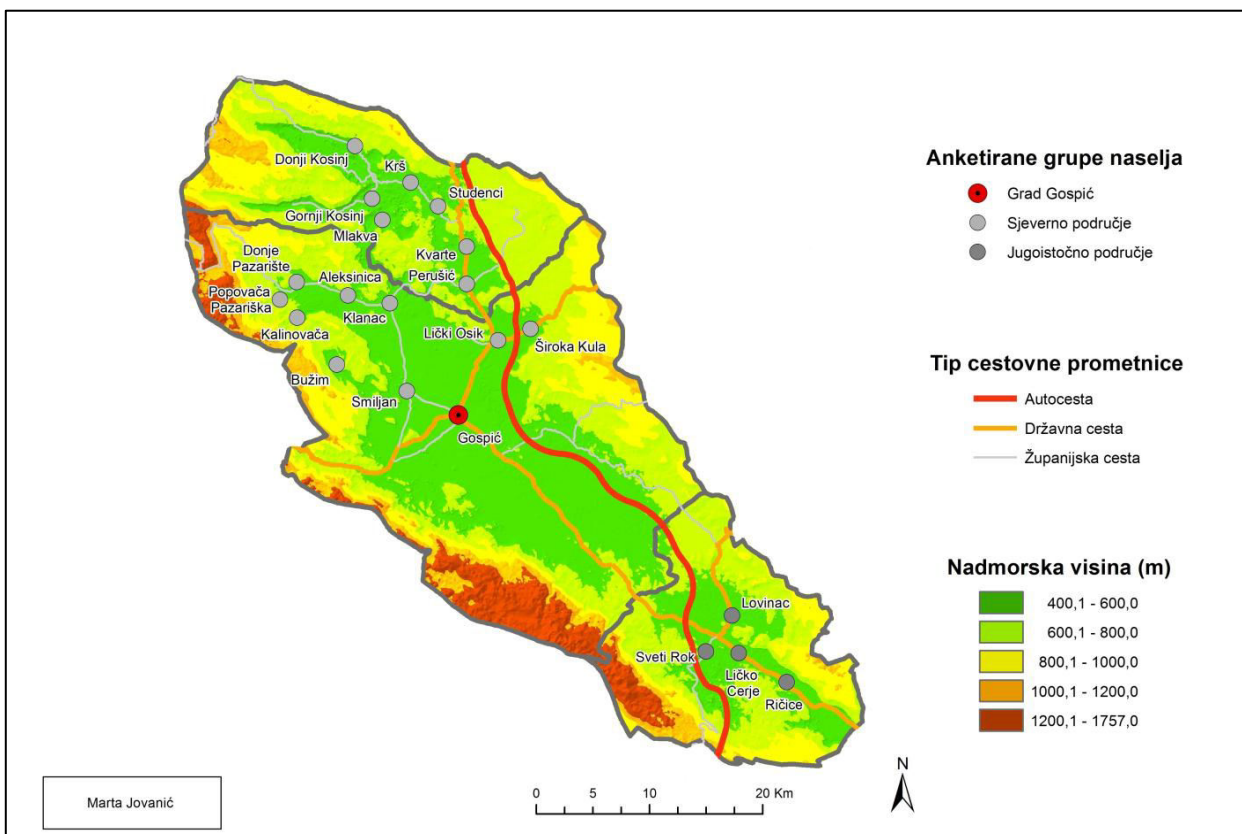 Donji Kosinj
Krš
Studenci
Gornji Kosinj
Mlakva
Kvarte
Donje
Pazarište
Aleksinica
Perušić
Popovača
Pazariška
Klanac
Kalinovača
Lički Osik
Široka Kula
Bužim
Smiljan
Gospić
Lovinac
Sveti Rok
Ličko
Cerje
Ričice
Anketirane grupe naselja
Grad Gospić
Sjeverno područje
Jugoistočno područje
Tip cestovne prometnice
Autocesta
Državna cesta
Županijska cesta
Nadmorska visina (m)
400,1 - 600,0
600,1 - 800,0
800,1 - 1000,0
1000,1 - 1200,0
1200,1 - 1757,0
Marta Jovanić
0 5 10 20 Km
N